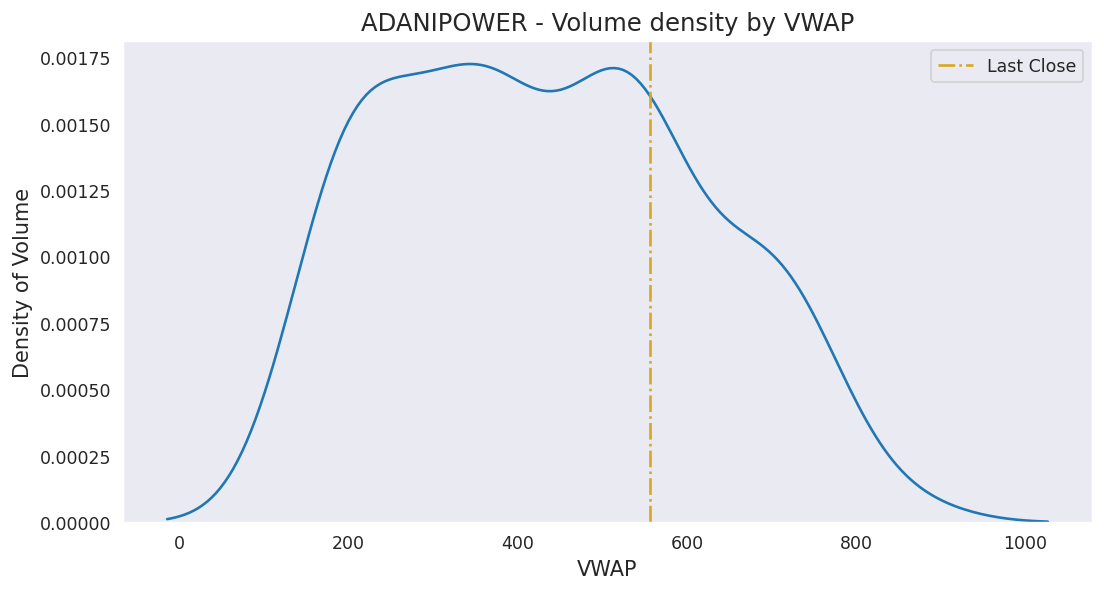 ADANIPOWER - Volume density by VWAP
Last Close
Density of Volume
0.00175
0.00150
0.00125
0.00100
0.00075
0.00050
0.00025
0.00000
0 200 400 600 800 1000
VWAP